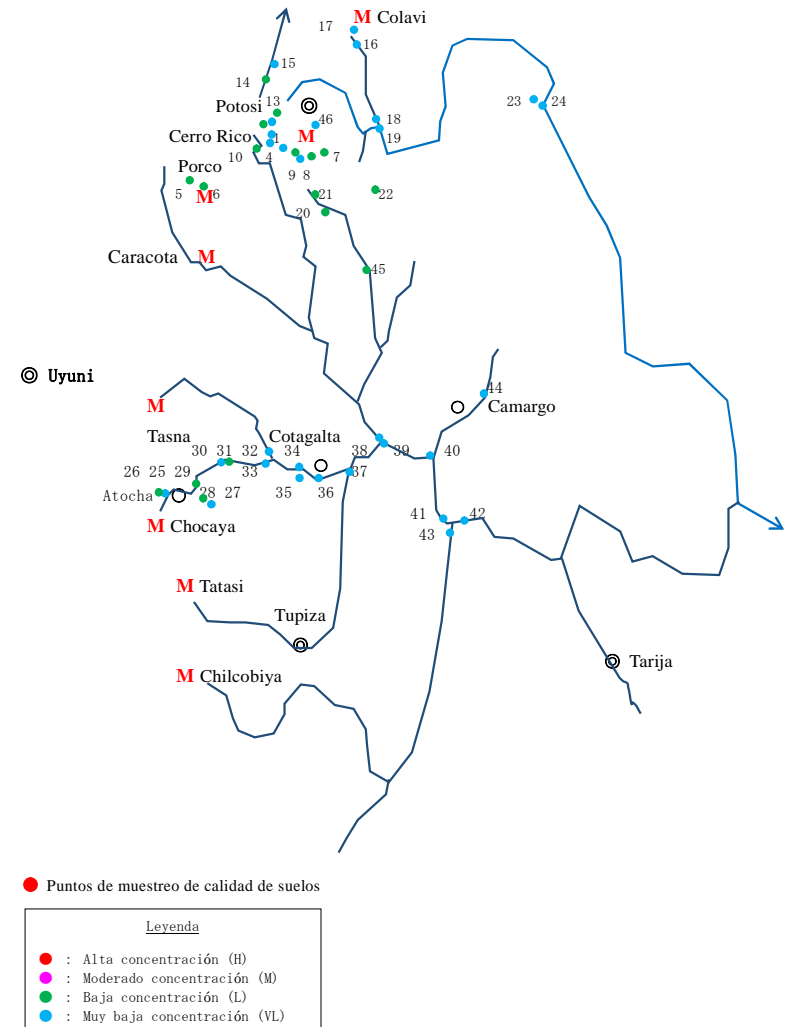 17
M Colavi
16
15
14
13
Potosi
46
18
23
24
Cerro Rico
1
M
19
10
4
7
Porco
9
8
5
6
M
21
22
20
Caracota
M
45
Uyuni
44
M
Camargo
Tasna
32
Cotagalta
30
31
34
38
39
40
33
37
26
25
29
35
36
Atocha
28
27
41
42
M Chocaya
43
M Tatasi
Tupiza
Tarija
M Chilcobiya
Puntos de muestreo de calidad de suelos
Leyenda
: Alta concentración (H)
: Moderado concentración (M)
: Baja concentración (L)
: Muy baja concentración (VL)